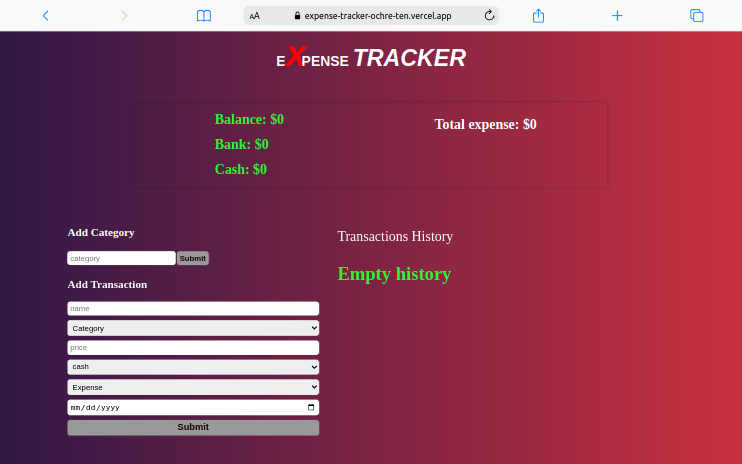 AA expense-tracker-ochre-ten.vercel.app
EXPENSE TRACKER
Balance: $0
Total expense: $0
Bank: $0
Cash: $0
Add Category
category Submit
Transactions History
Empty history
Add Transaction
name
Category
price
cash
Expense
mm/dd/yyyy
Submit